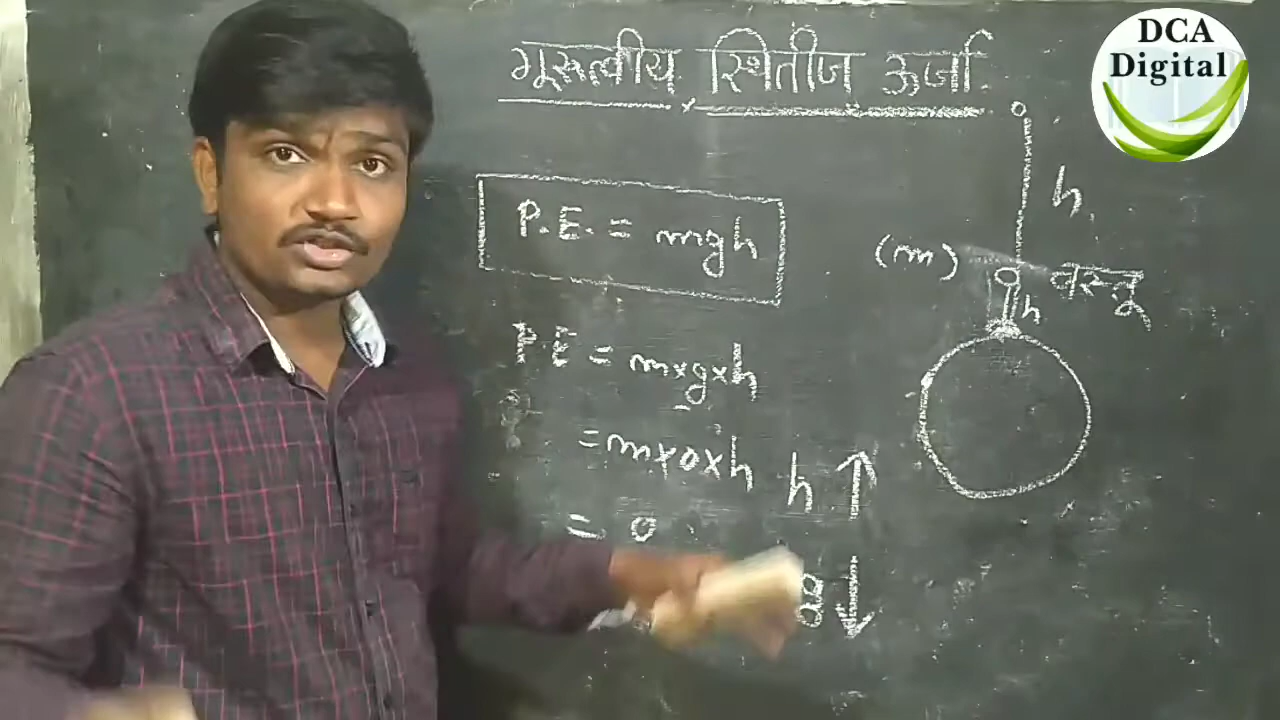 गुरुत्वीय स्थितीज ऊर्जा
DCA
Digital
P.E. = mgh
h
(m)
वस्तू
h
P.E = m×g×h
= m×0×h
h ↑
= 0
g ↓